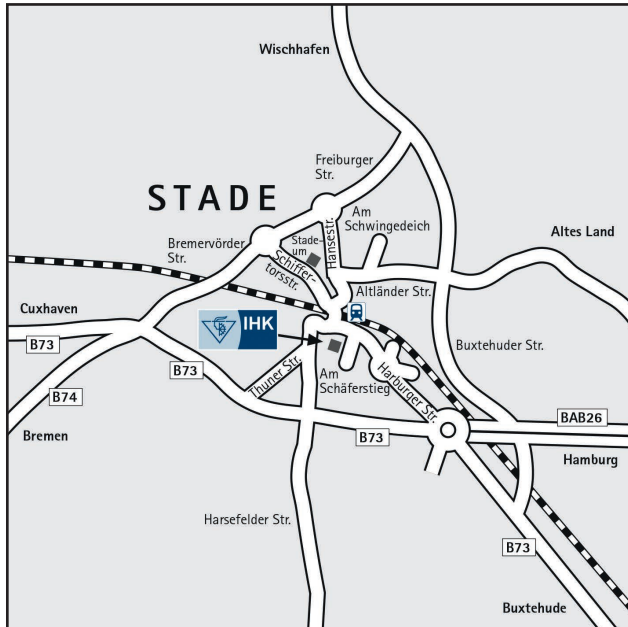 Wischhafen
Freiburger
Str.
STADE
Am
Schwingedeich
Bremervörder
Str.
Stade-
um
Hansestr.
Schiffer-
torsstr.
Altes Land
Altländer Str.
Cuxhaven
B73
IHK
B73
Buxtehuder Str.
Thuner Str.
Am
Schäferstieg
Harburger Str.
B74
Bremen
B73
BAB26
Hamburg
Harsefelder Str.
B73
Buxtehude